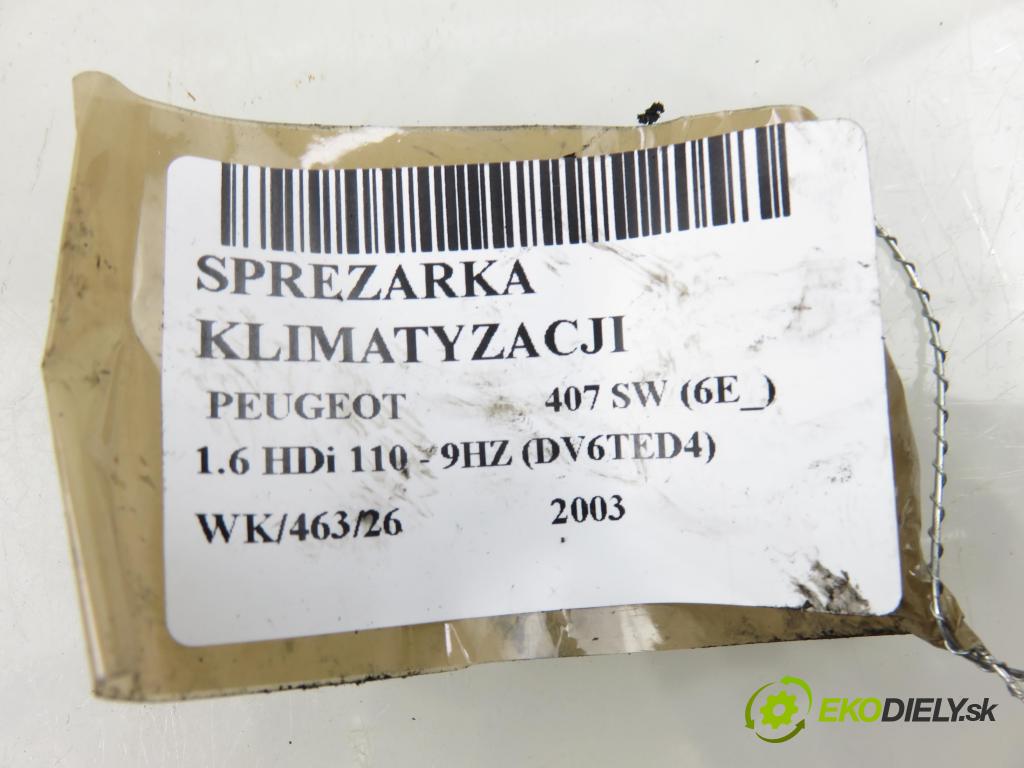 SPREZARKA
KLIMATYZACJI
PEUGEOT 407 SW (6E_)
1.6 HDi 110 - 9HZ (DV6TED4)
WK/463/26 2003
EKODIELY.sk